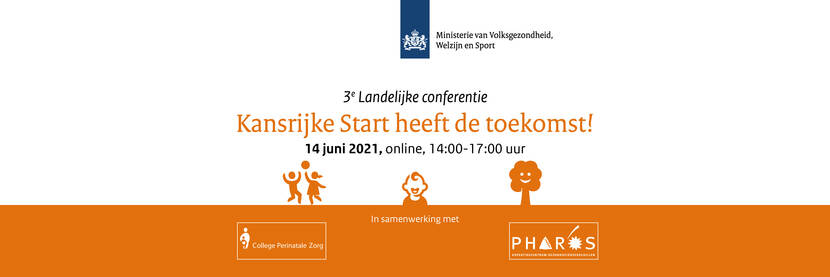 Ministerie van Volksgezondheid,
Welzijn en Sport
3e Landelijke conferentie
Kansrijke Start heeft de toekomst!
14 juni 2021, online, 14:00-17:00 uur
In samenwerking met
College Perinatale Zorg
PHAROS
EXPERTISECENTRUM GEZONDHEIDSVERSCHILLEN